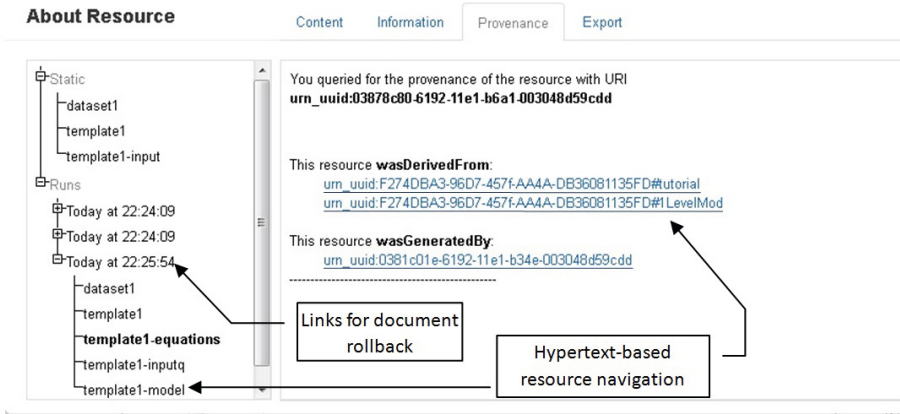 About Resource
Content
Information
Provenance
Export
Static
dataset1
template1
template1-input
Runs
Today at 22:24:09
Today at 22:24:09
Today at 22:25:54
dataset1
template1
template1-equations
template1-inputq
template1-model
You queried for the provenance of the resource with URI
urn_uuid:03878c80-6192-11e1-b6a1-003048d59cdd
This resource wasDerivedFrom:
urn_uuid:F274DBA3-96D7-457f-AA4A-DB36081135FD#tutorial
urn_uuid:F274DBA3-96D7-457f-AA4A-DB36081135FD#1LevelMod
This resource wasGeneratedBy:
urn_uuid:0381c01e-6192-11e1-b34e-003048d59cdd
Links for document
rollback
Hypertext-based
resource navigation